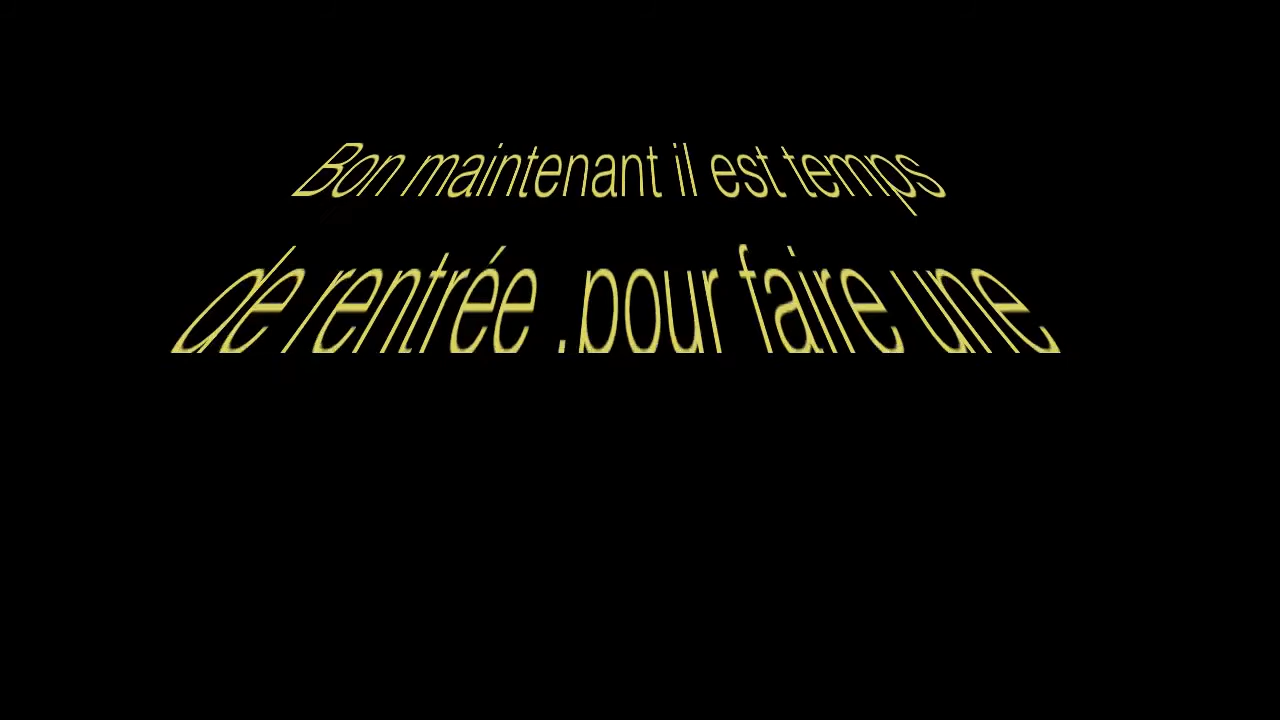 Bon maintenant il est temps
de rentrée .pour faire une